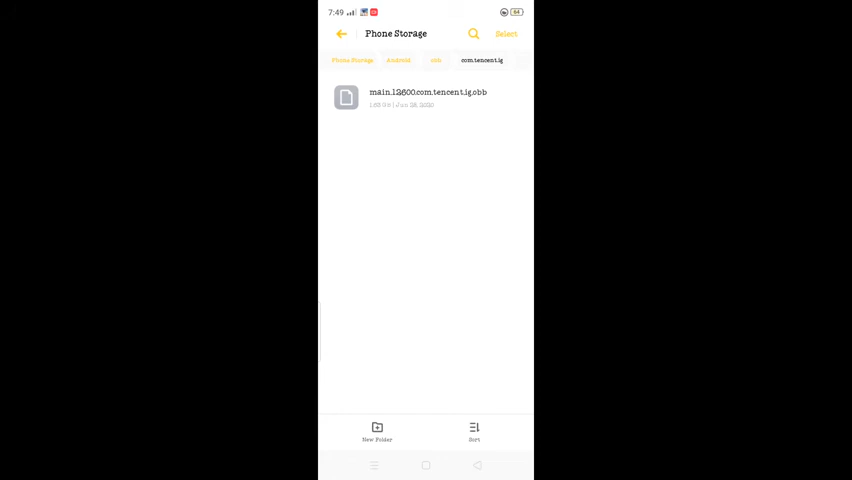 7:49
64
Phone Storage
Select
Phone Storage
Android
obb
com.tencent.ig
main.12600.com.tencent.ig.obb
1.63 GB | Jun 28, 2020
New Folder
Sort